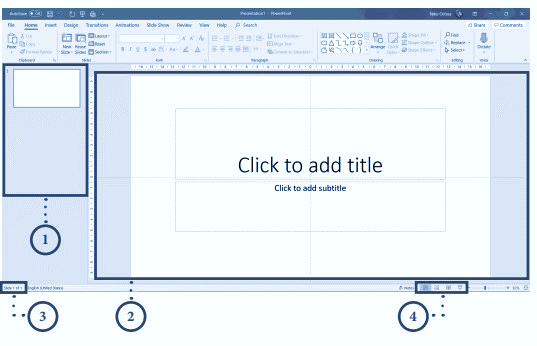 AutoSave Off
Presentation1 - PowerPoint
File Home Insert Design Transitions Animations Slide Show Review View Help Search
Share Comments
Paste
Cut
Copy
Format Painter
New Slide
Reuse Slides
Layout
Reset
Section
Text Direction
Align Text
Convert to SmartArt
Arrange
Quick Styles
Shape Fill
Shape Outline
Shape Effects
Find
Replace
Select
Dictate
Clipboard Slides Font Paragraph Drawing Editing Voice
1
Click to add title
Click to add subtitle
1
Slide 1 of 1 English (United States)
Notes
3
2
4